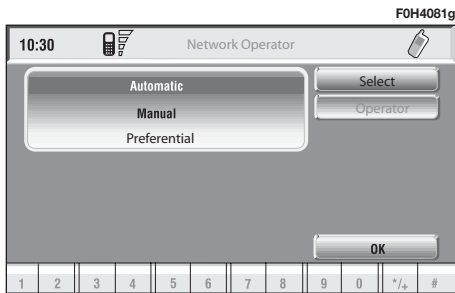 F0H4081g
10:30 Network Operator
Automatic Select
Manual Operator
Preferential
OK
1 2 3 4 5 6 7 8 9 0 */+ #